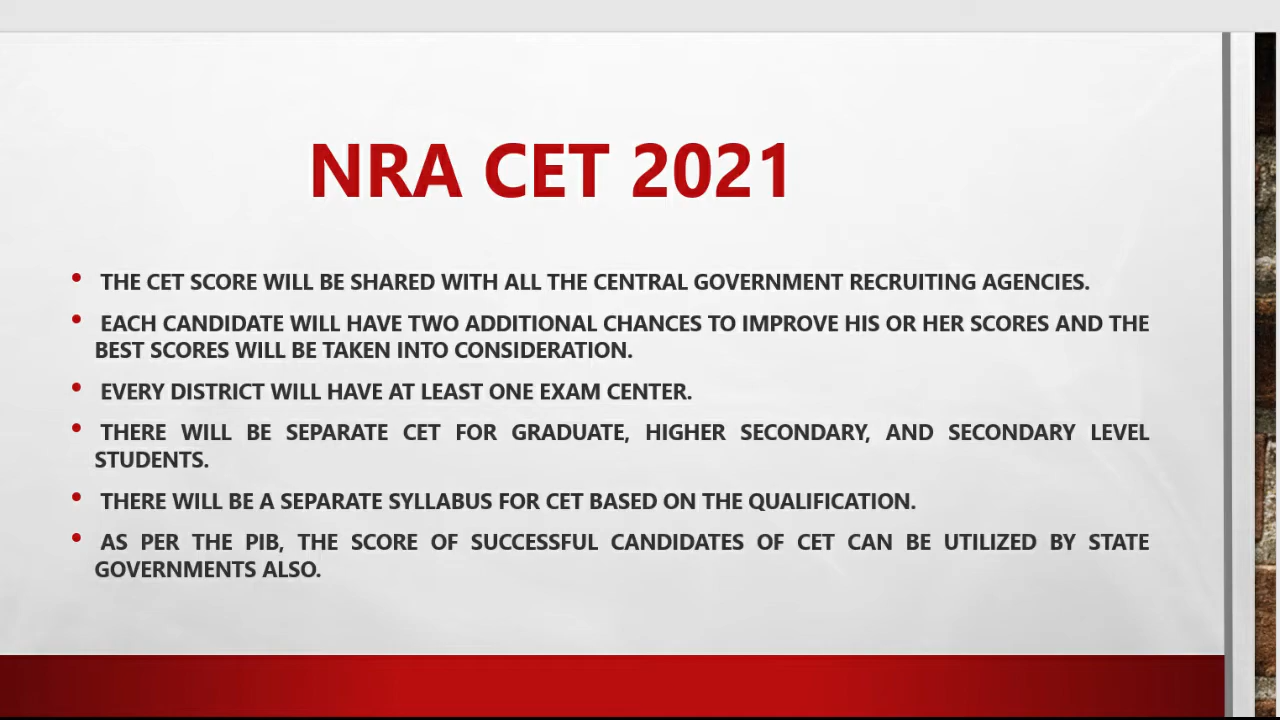 NRA CET 2021
• THE CET SCORE WILL BE SHARED WITH ALL THE CENTRAL GOVERNMENT RECRUITING AGENCIES.
• EACH CANDIDATE WILL HAVE TWO ADDITIONAL CHANCES TO IMPROVE HIS OR HER SCORES AND THE
BEST SCORES WILL BE TAKEN INTO CONSIDERATION.
• EVERY DISTRICT WILL HAVE AT LEAST ONE EXAM CENTER.
• THERE WILL BE SEPARATE CET FOR GRADUATE, HIGHER SECONDARY, AND SECONDARY LEVEL
STUDENTS.
• THERE WILL BE A SEPARATE SYLLABUS FOR CET BASED ON THE QUALIFICATION.
• AS PER THE PIB, THE SCORE OF SUCCESSFUL CANDIDATES OF CET CAN BE UTILIZED BY STATE
GOVERNMENTS ALSO.